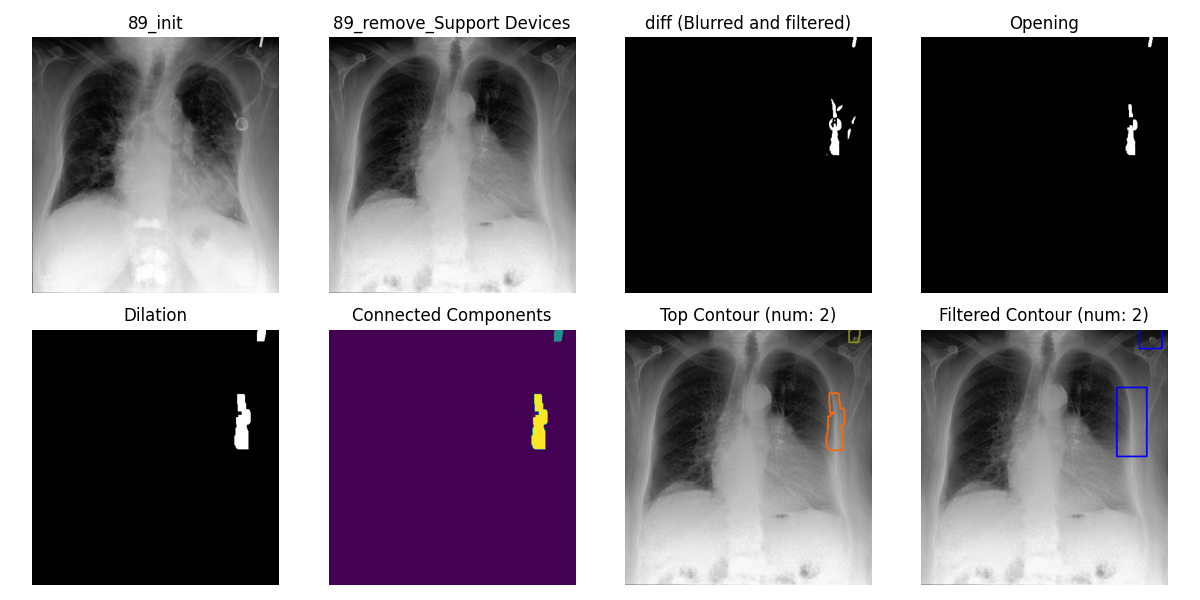 89_init
89_remove_Support Devices
diff (Blurred and filtered)
Opening
Dilation
Connected Components
Top Contour (num: 2)
Filtered Contour (num: 2)